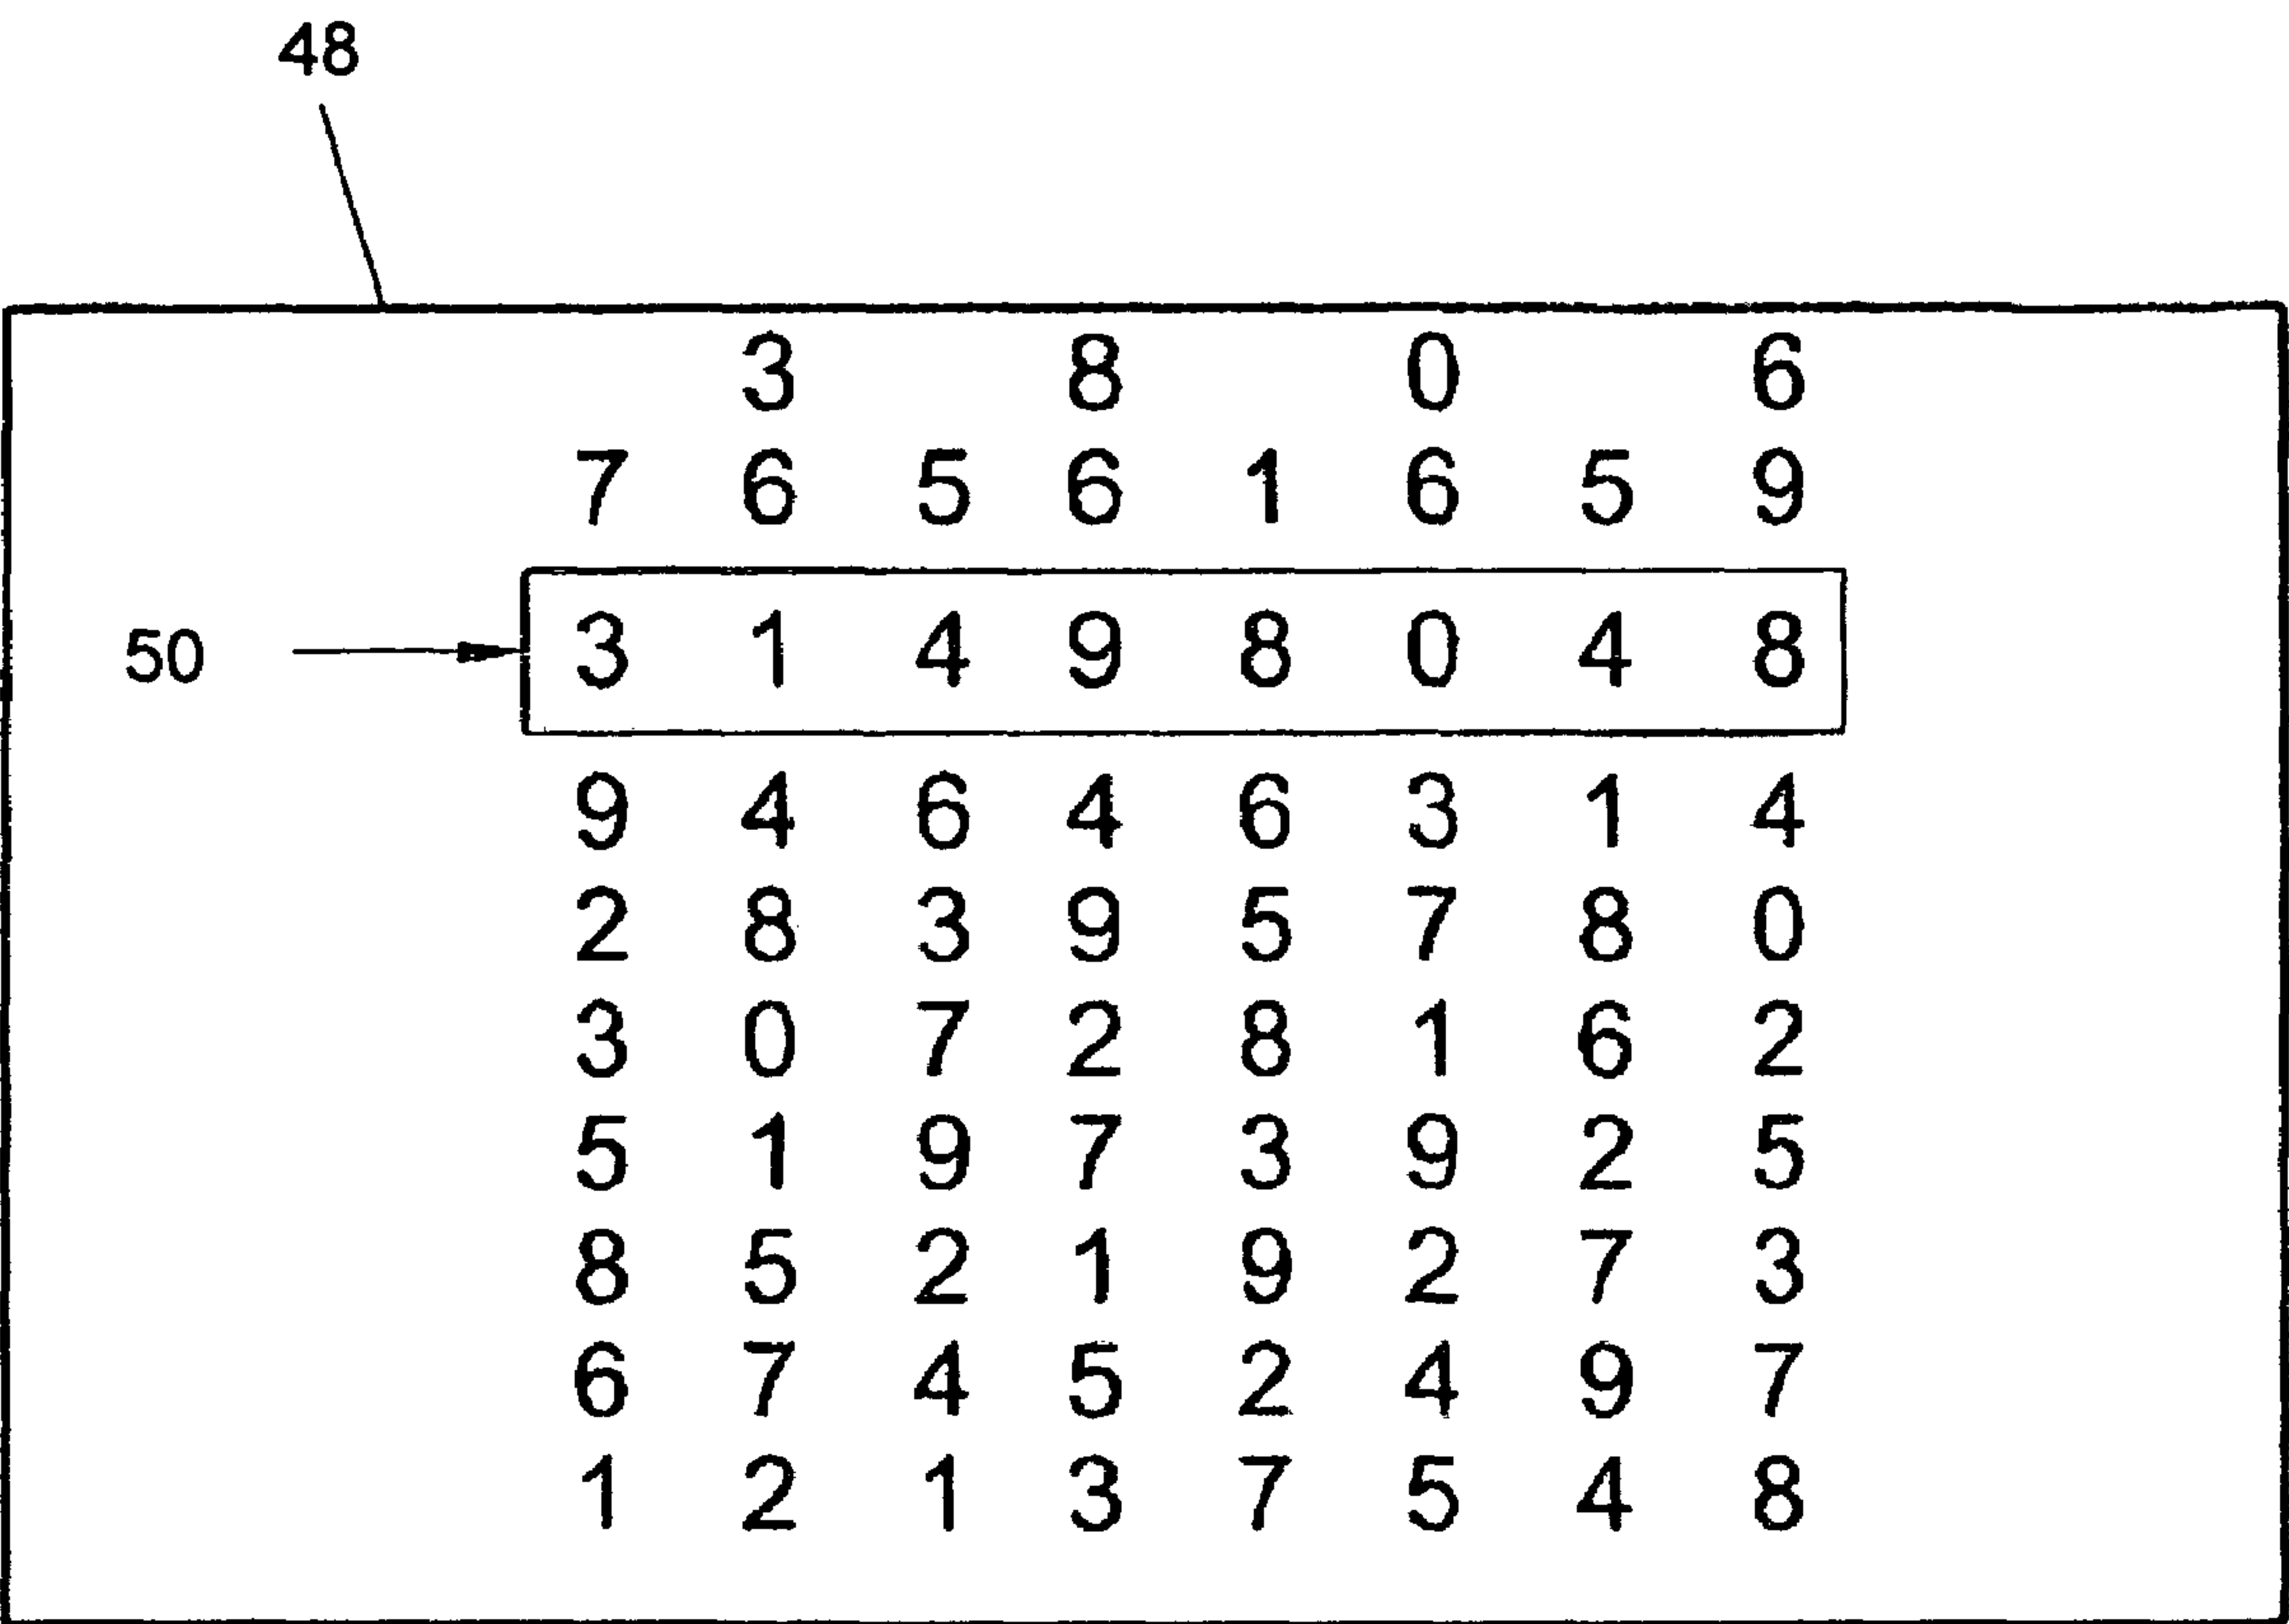 48
3 8 0 6
7 6 5 6 1 6 5 9
50 3 1 4 9 8 0 4 8
9 4 6 4 6 3 1 4
2 8 3 9 5 7 8 0
3 0 7 2 8 1 6 2
5 1 9 7 3 9 2 5
8 5 2 1 9 2 7 3
6 7 4 5 2 4 9 7
1 2 1 3 7 5 4 8